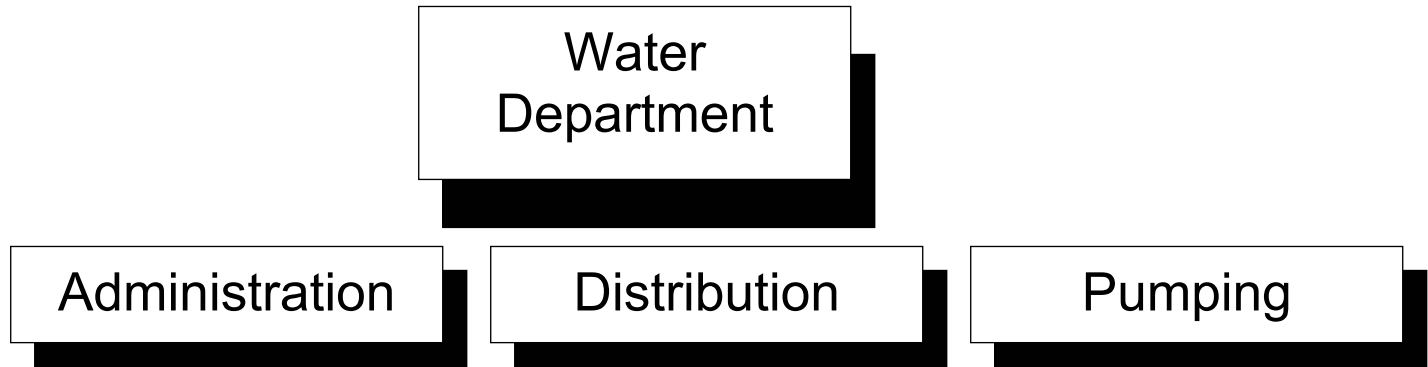 Water
Department
Administration
Distribution
Pumping